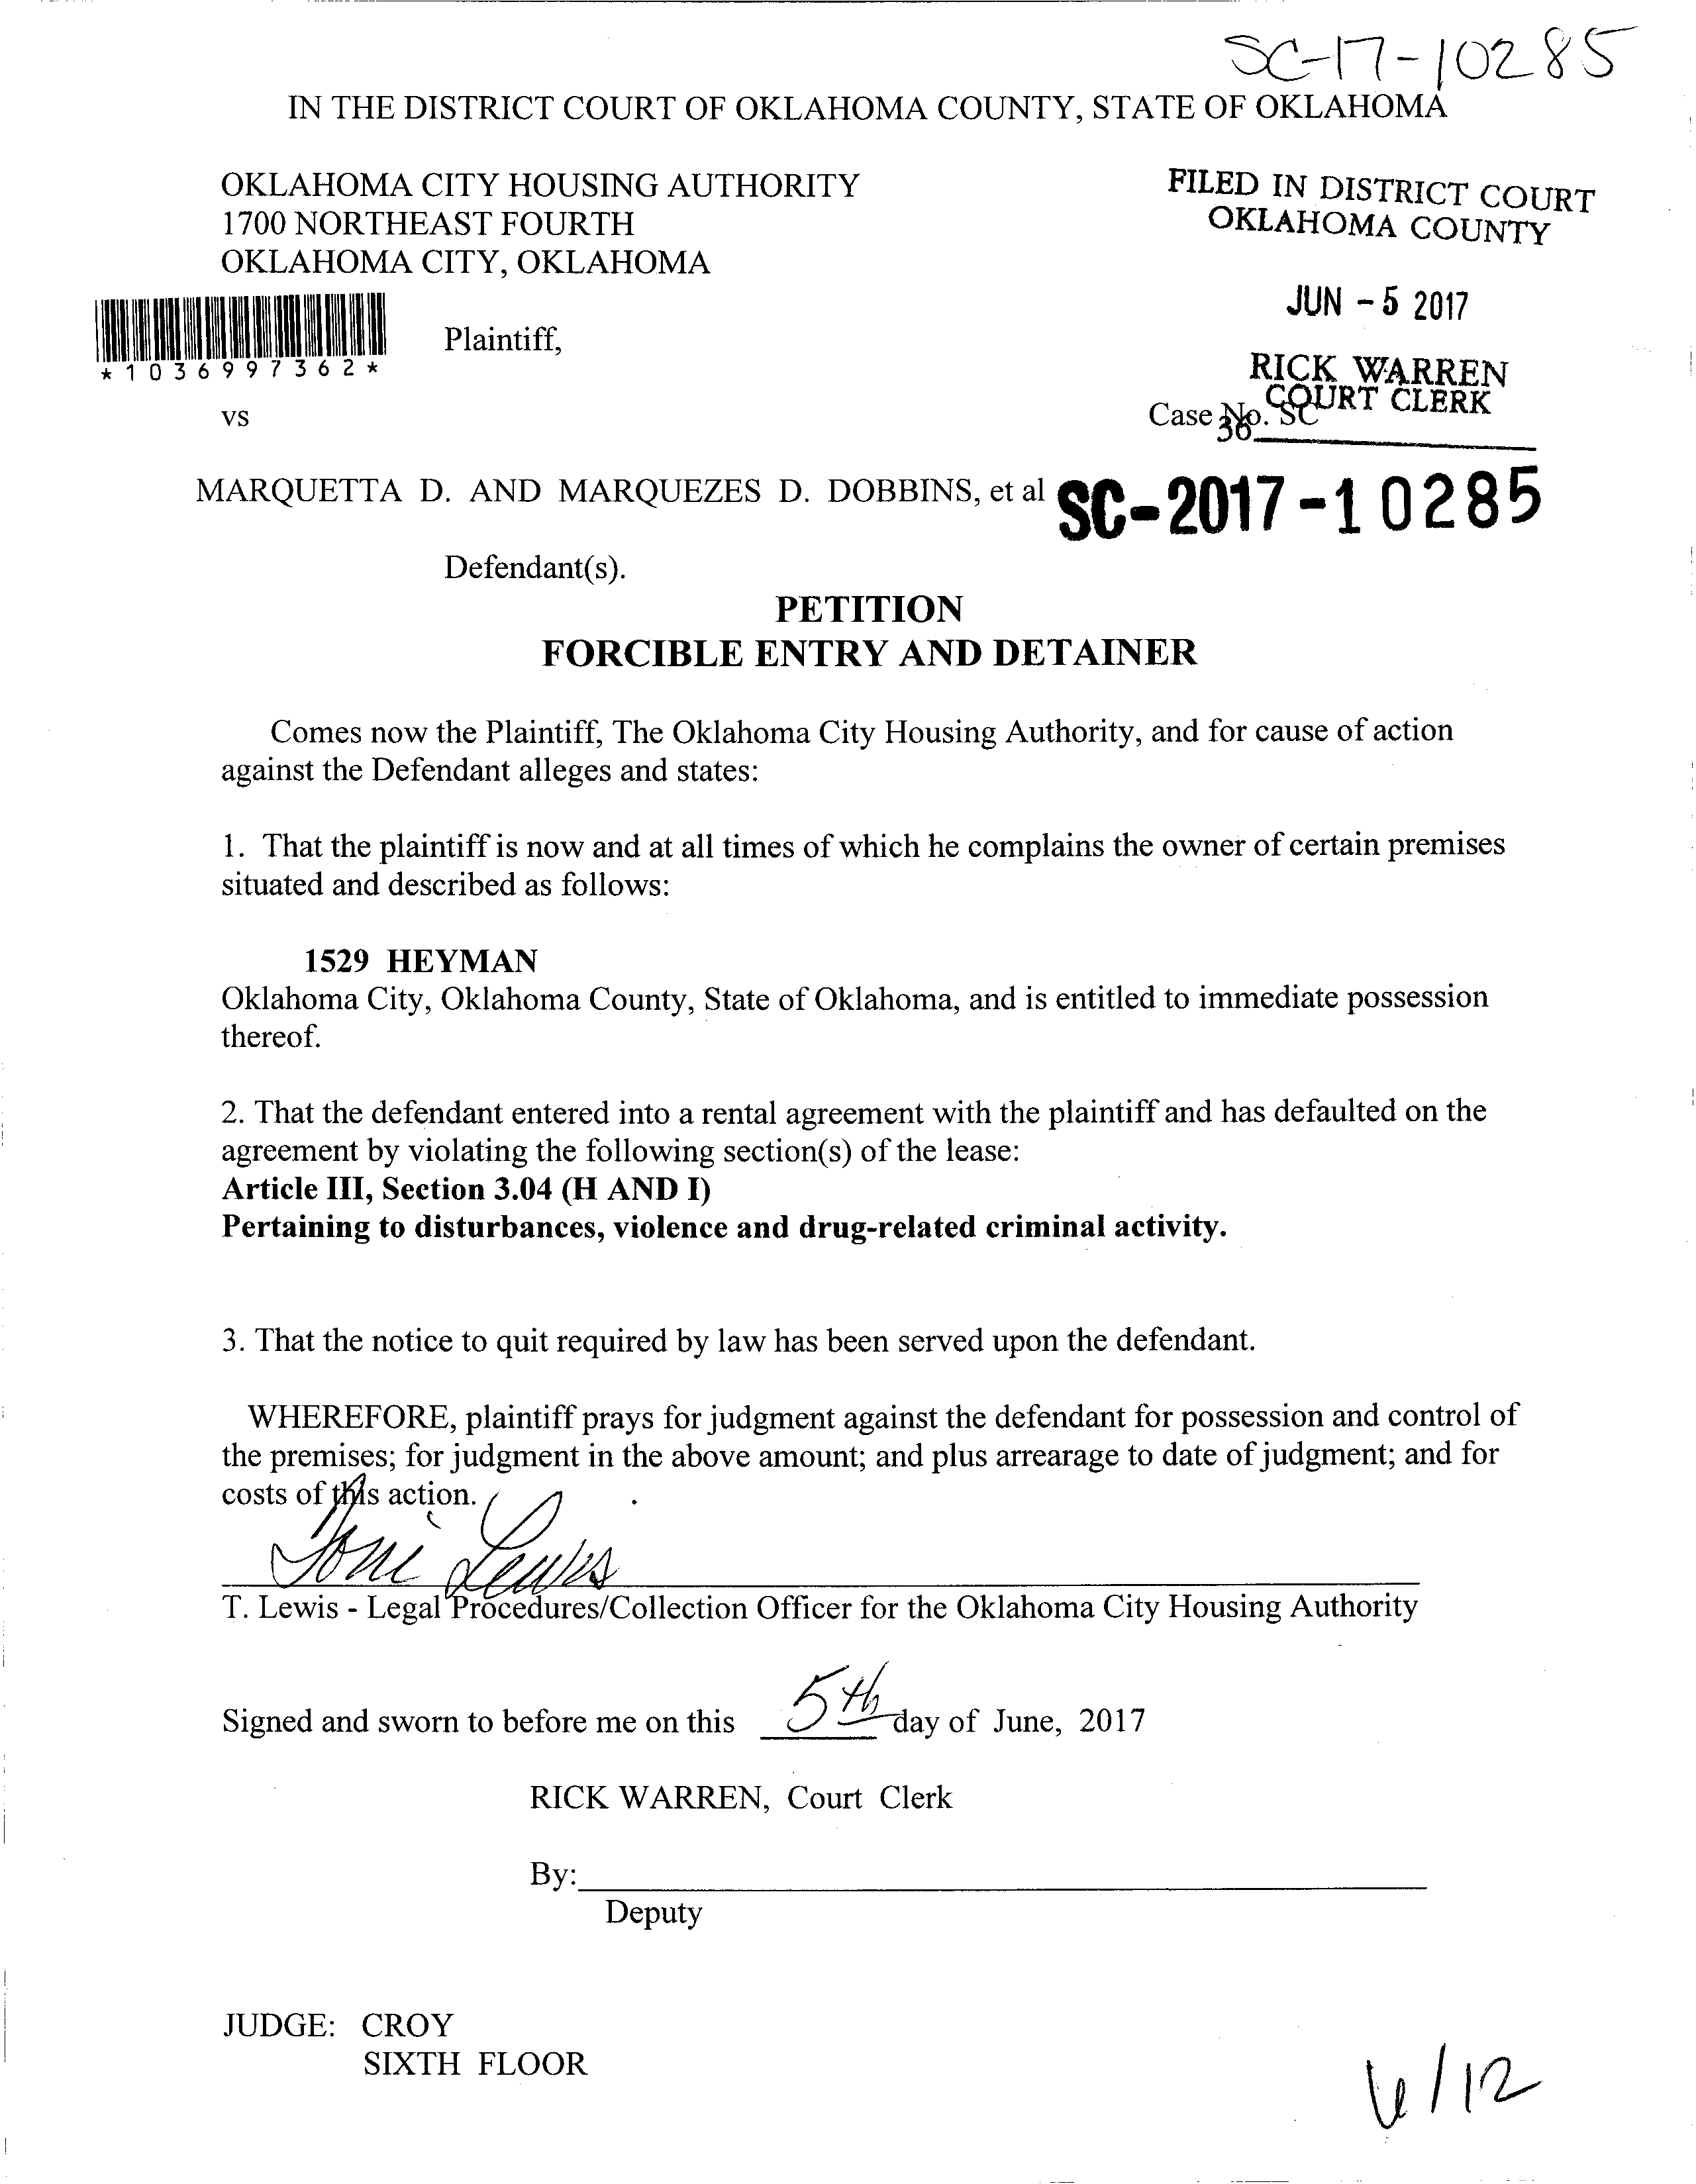 SC-17-10285
IN THE DISTRICT COURT OF OKLAHOMA COUNTY, STATE OF OKLAHOMA
OKLAHOMA CITY HOUSING AUTHORITY
1700 NORTHEAST FOURTH
OKLAHOMA CITY, OKLAHOMA
FILED IN DISTRICT COURT
OKLAHOMA COUNTY
JUN - 5 2017
RICK WARREN
COURT CLERK
*1036997362*
Plaintiff,
vs
Case No. SC
36
MARQUETTA D. AND MARQUEZES D. DOBBINS, et al
SC-2017-10285
Defendant(s).
PETITION
FORCIBLE ENTRY AND DETAINER
Comes now the Plaintiff, The Oklahoma City Housing Authority, and for cause of action
against the Defendant alleges and states:
1. That the plaintiff is now and at all times of which he complains the owner of certain premises
situated and described as follows:
1529 HEYMAN
Oklahoma City, Oklahoma County, State of Oklahoma, and is entitled to immediate possession
thereof.
2. That the defendant entered into a rental agreement with the plaintiff and has defaulted on the
agreement by violating the following section(s) of the lease:
Article III, Section 3.04 (H AND I)
Pertaining to disturbances, violence and drug-related criminal activity.
3. That the notice to quit required by law has been served upon the defendant.
WHEREFORE, plaintiff prays for judgment against the defendant for possession and control of
the premises; for judgment in the above amount; and plus arrearage to date of judgment; and for
costs of this action.
Toni Lewis
T. Lewis - Legal Procedures/Collection Officer for the Oklahoma City Housing Authority
Signed and sworn to before me on this 5th day of June, 2017
RICK WARREN, Court Clerk
By:
Deputy
JUDGE: CROY
SIXTH FLOOR
6/12